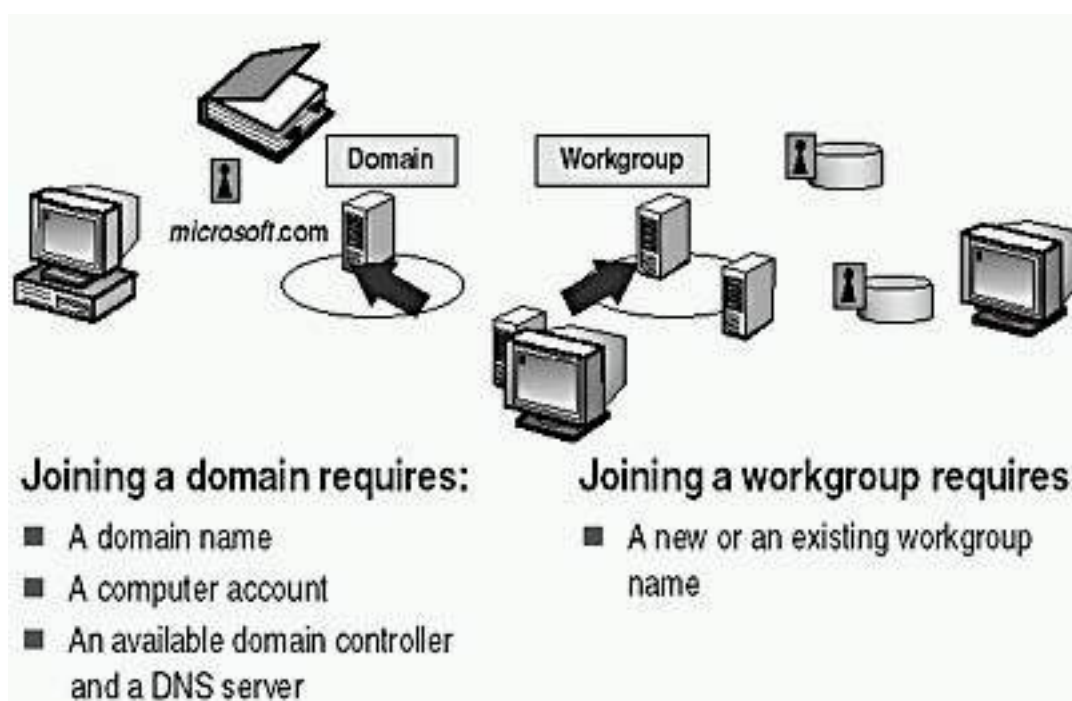 Domain
Workgroup
microsoft.com
Joining a domain requires:
■ A domain name
■ A computer account
■ An available domain controller
and a DNS server
Joining a workgroup requires
■ A new or an existing workgroup
name